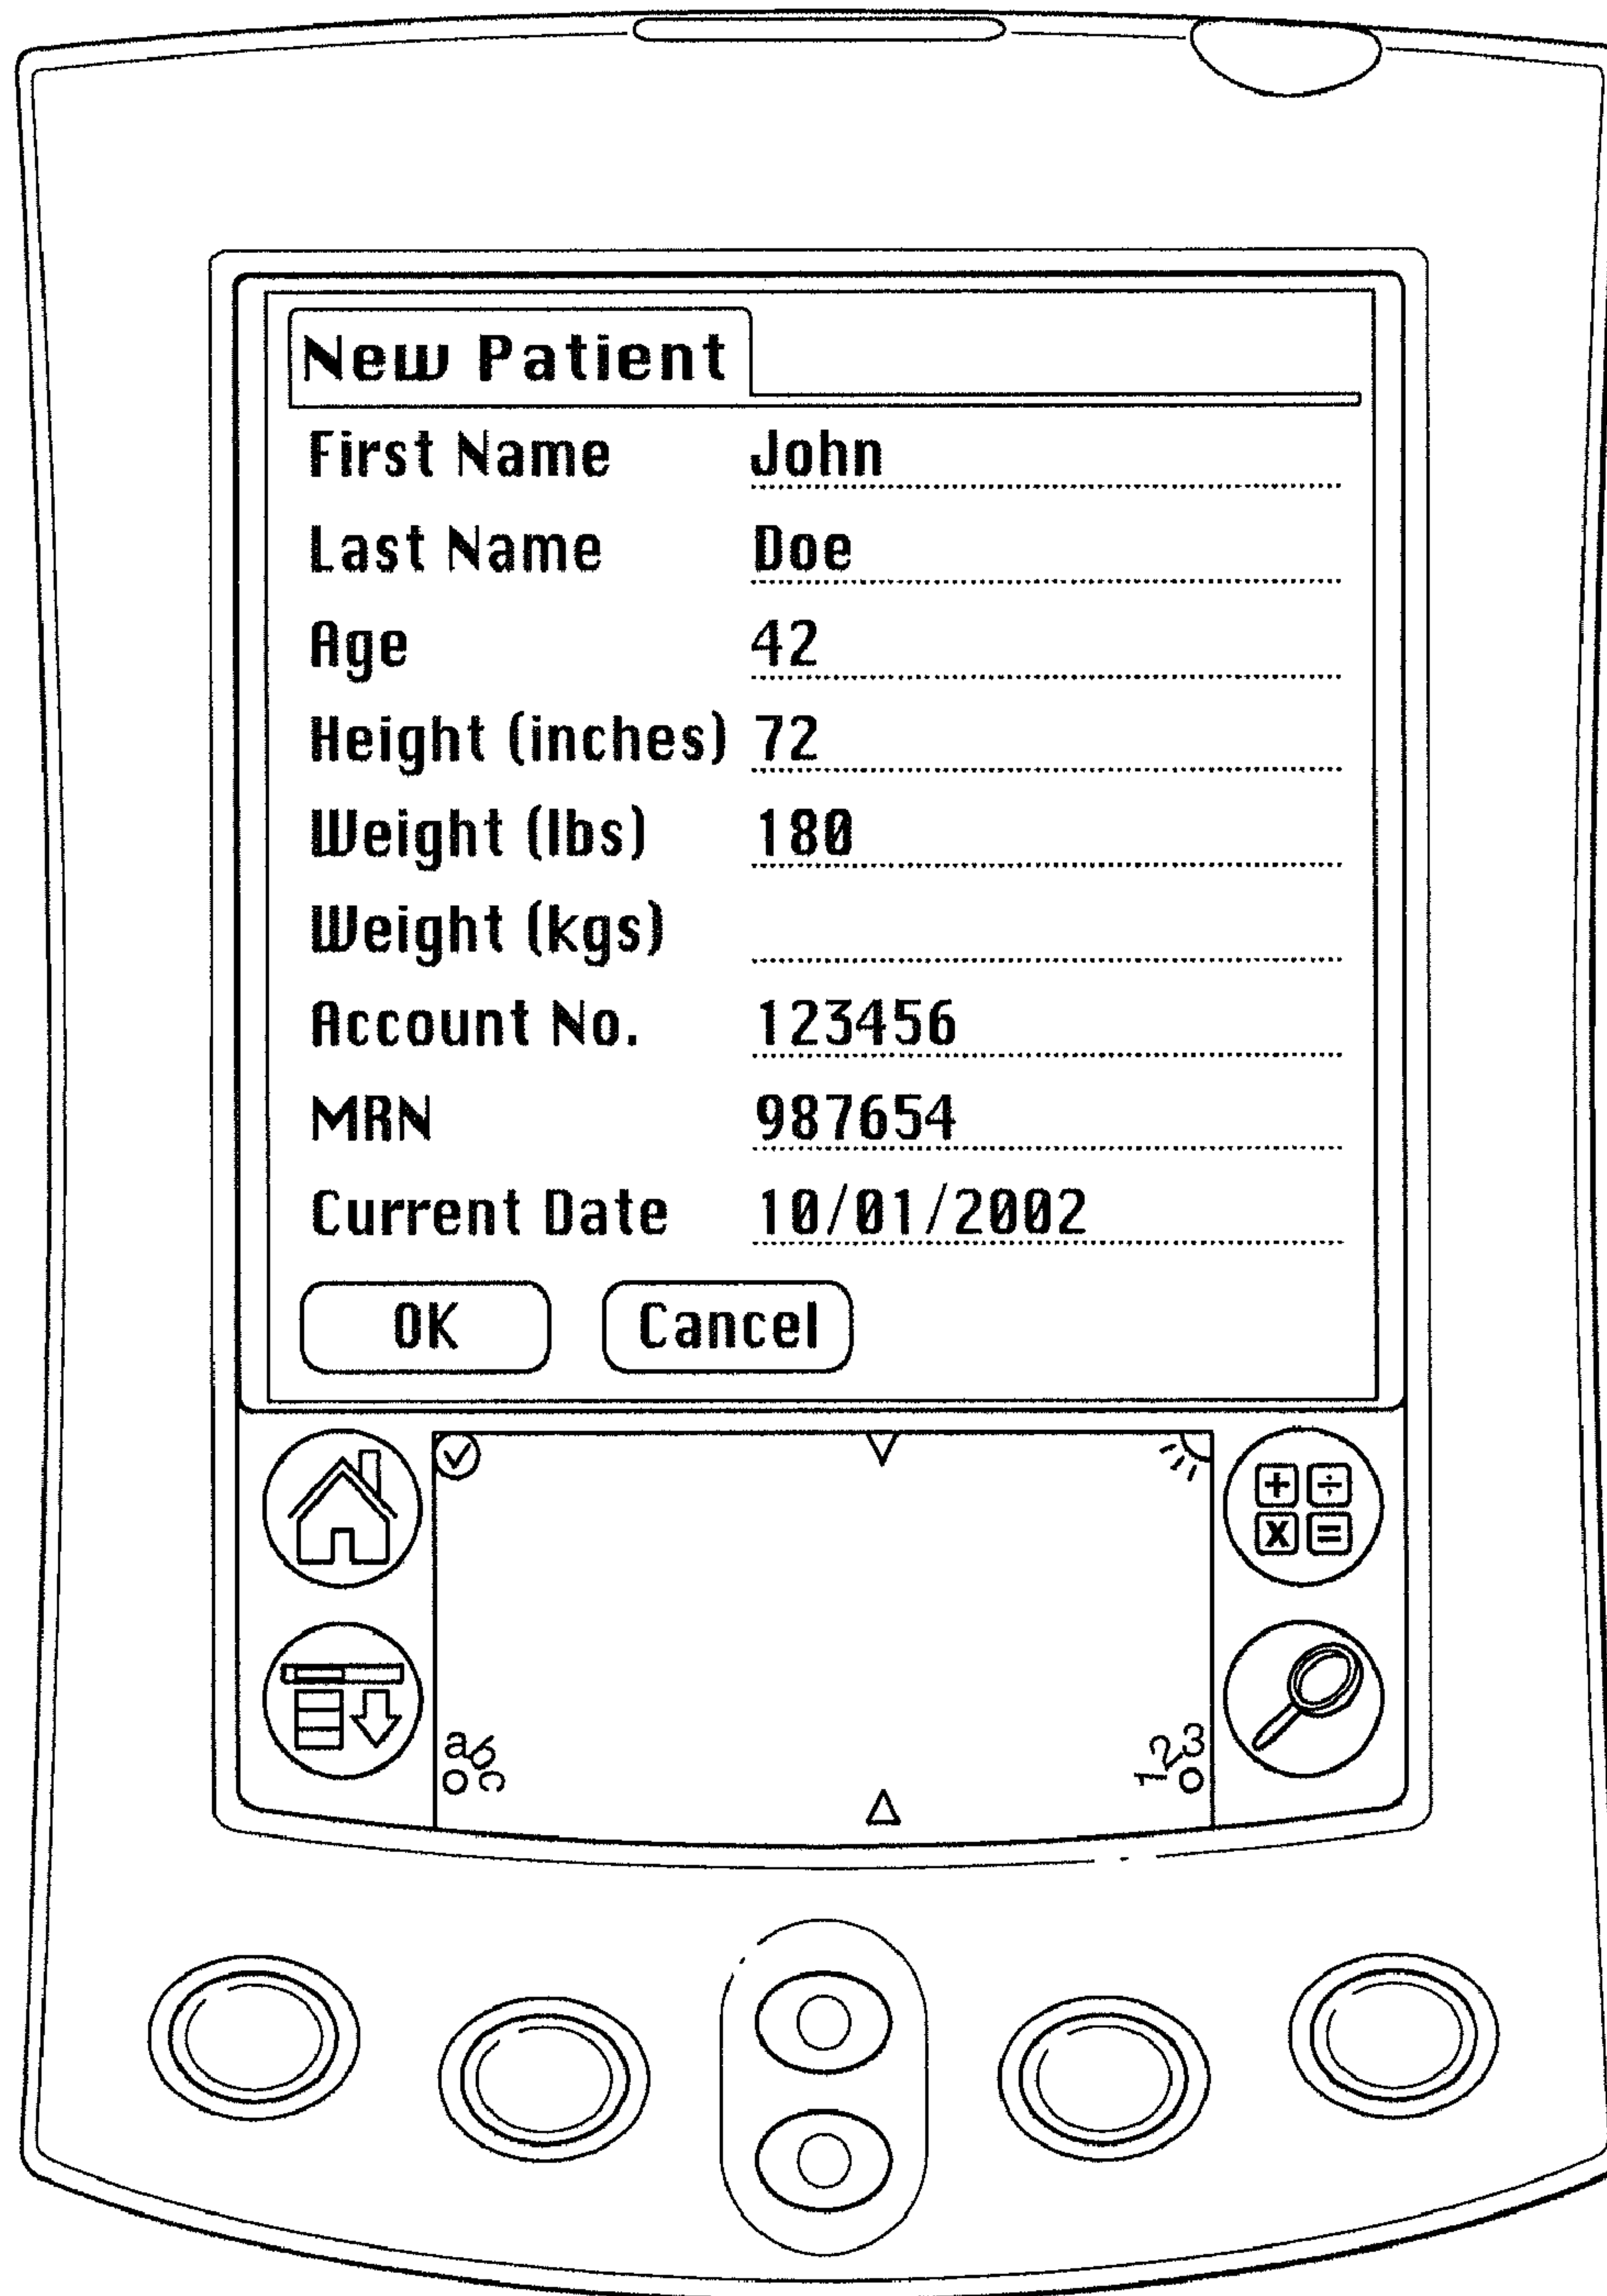 New Patient
First Name John
Last Name Doe
Age 42
Height (inches) 72
Weight (lbs) 180
Weight (kgs)
Account No. 123456
MRN 987654
Current Date 10/01/2002
OK Cancel
+ ÷
x =
abc 123